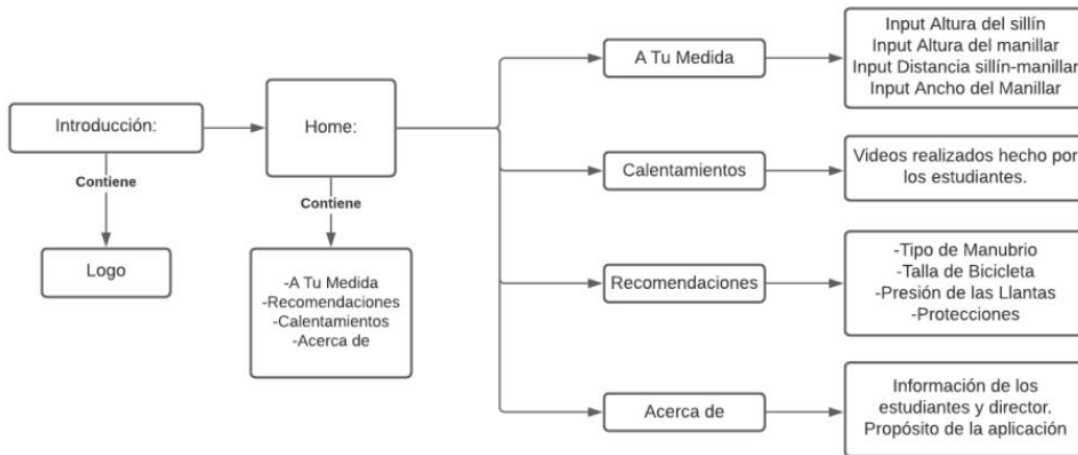 Introducción:
Contiene
Logo
Home:
Contiene
-A Tu Medida
-Recomendaciones
-Calentamientos
-Acerca de
A Tu Medida
Input Altura del sillín
Input Altura del manillar
Input Distancia sillín-manillar
Input Ancho del Manillar
Calentamientos
Videos realizados hecho por
los estudiantes.
Recomendaciones
-Tipo de Manubrio
-Talla de Bicicleta
-Presión de las Llantas
-Protecciones
Acerca de
Información de los
estudiantes y director.
Propósito de la aplicación